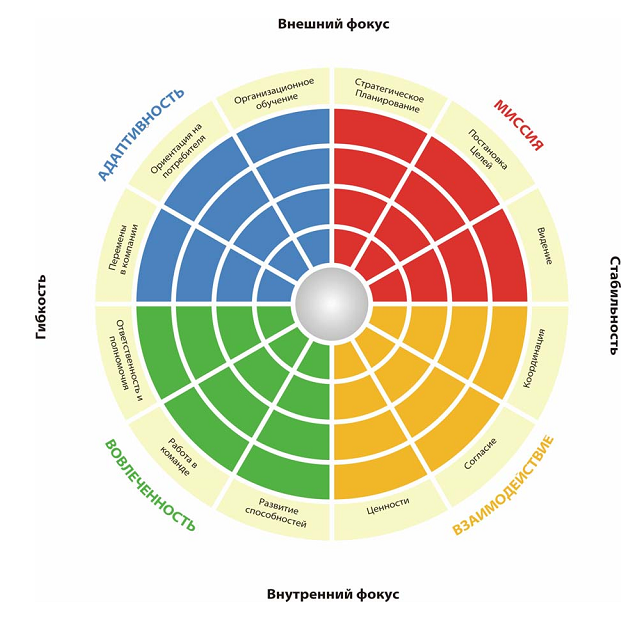 Внешний фокус
АДАПТИВНОСТЬ
МИССИЯ
Организационное
обучение
Стратегическое
Планирование
Ориентация на
потребителя
Постановка
Целей
Перемены
в компании
Видение
Гибкость
Стабильность
Ответственность и
полномочия
Координация
Работа в
команде
Согласие
Развитие
способностей
Ценности
ВОВЛЕЧЕННОСТЬ
ВЗАИМОДЕЙСТВИЕ
Внутренний фокус